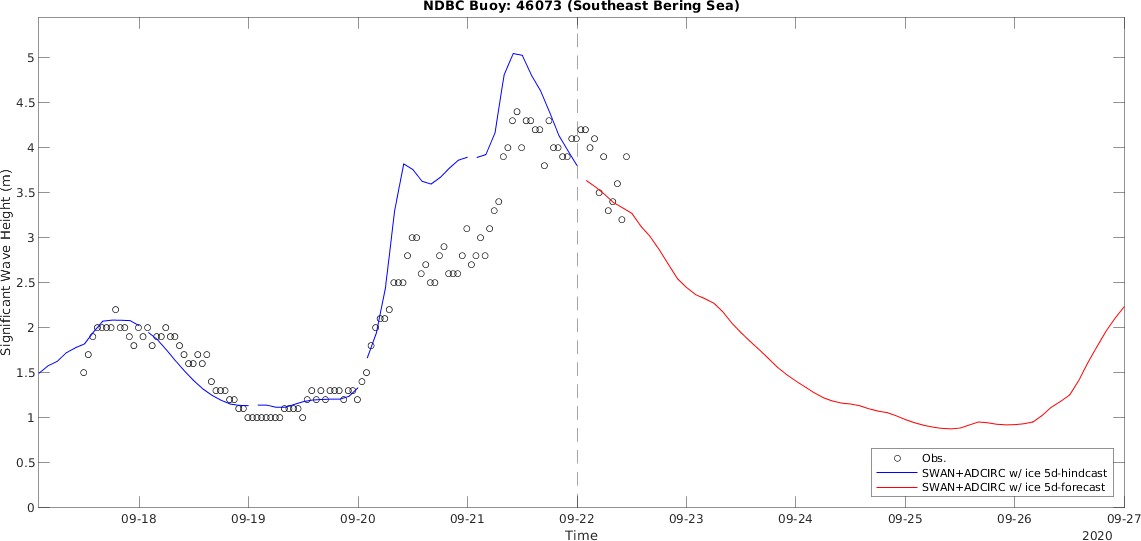 NDBC Buoy: 46073 (Southeast Bering Sea)
Significant Wave Height (m)
5
4.5
4
3.5
3
2.5
2
1.5
1
0.5
0
09-18 09-19 09-20 09-21 09-22 09-23 09-24 09-25 09-26 09-27
Time
2020
Obs.
SWAN+ADCIRC w/ ice 5d-hindcast
SWAN+ADCIRC w/ ice 5d-forecast